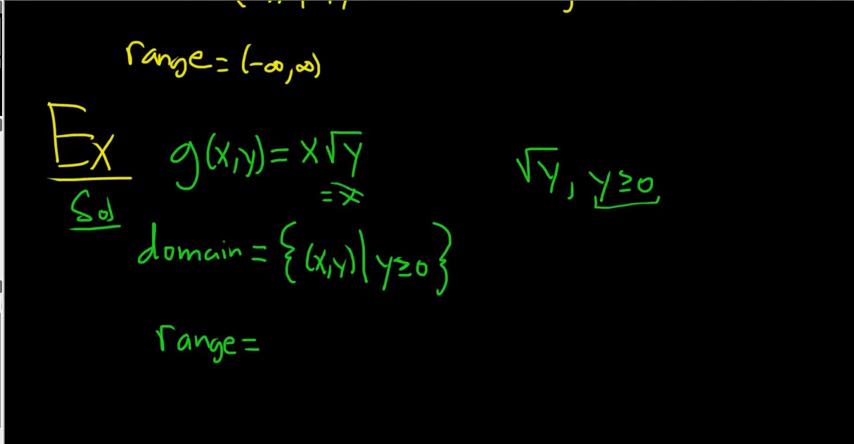 range = (-∞,∞)
Ex
g(x,y) = x√y
√y, y≥0
= x
Sol
domain = {(x,y)| y≥0}
range =